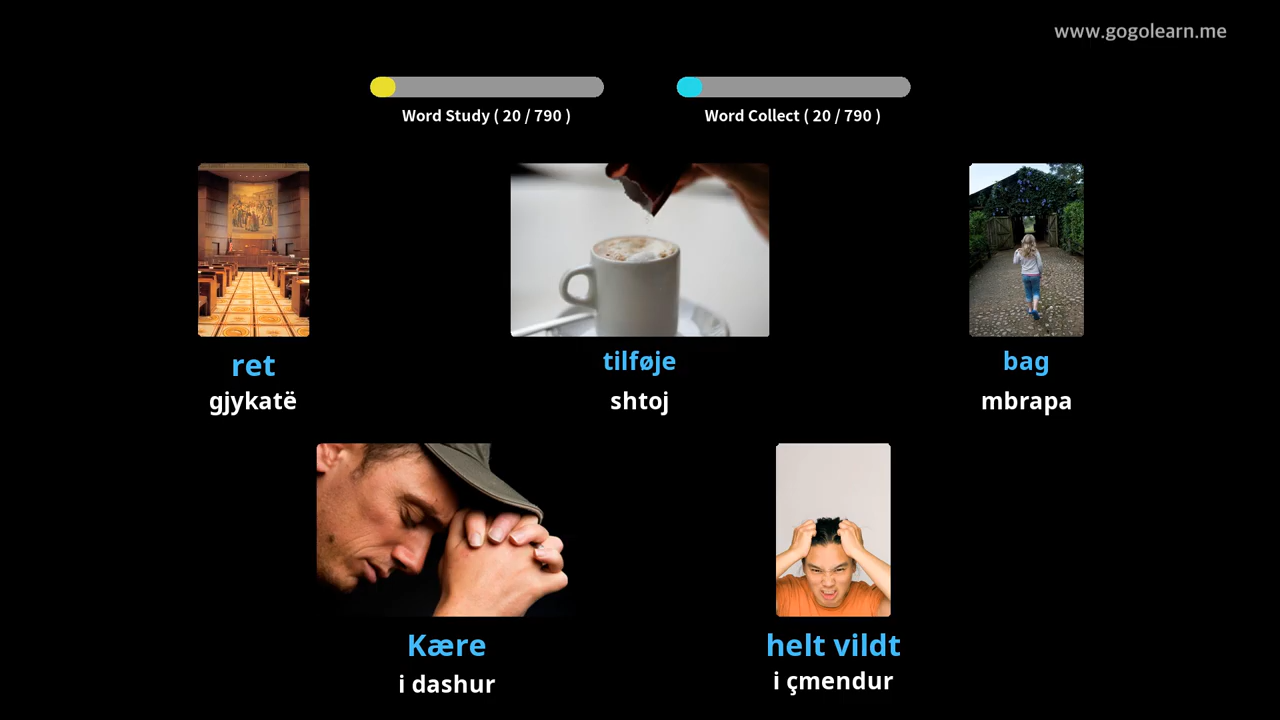 www.gogolearn.me
Word Study ( 20 / 790 )
Word Collect ( 20 / 790 )
ret
gjykatë
tilføje
shtoj
bag
mbrapa
Kære
i dashur
helt vildt
i çmendur